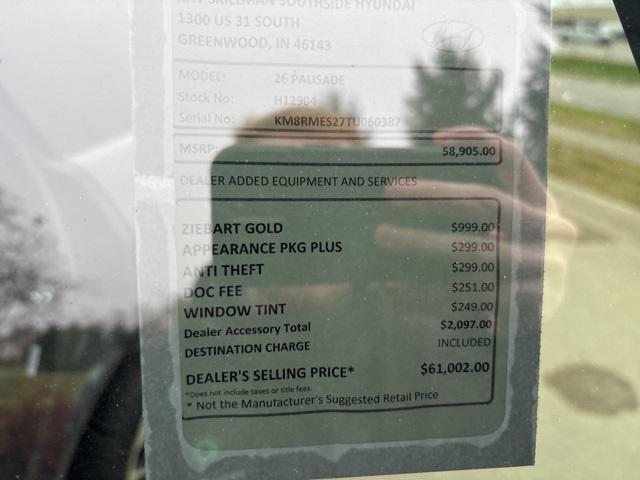 SKILLMAN SOUTHSIDE HYUNDAI
1300 US 31 SOUTH
GREENWOOD, IN 46143
MODEL: 26 PALISADE
Stock No: H12904
Serial No: KM8RMES27TU060387
MSRP: 58,905.00
DEALER ADDED EQUIPMENT AND SERVICES
ZIEBART GOLD $999.00
APPEARANCE PKG PLUS $299.00
ANTI THEFT $299.00
DOC FEE $251.00
WINDOW TINT $249.00
Dealer Accessory Total $2,097.00
DESTINATION CHARGE INCLUDED
DEALER'S SELLING PRICE* $61,002.00
*Does not include taxes or title fees.
* Not the Manufacturer's Suggested Retail Price